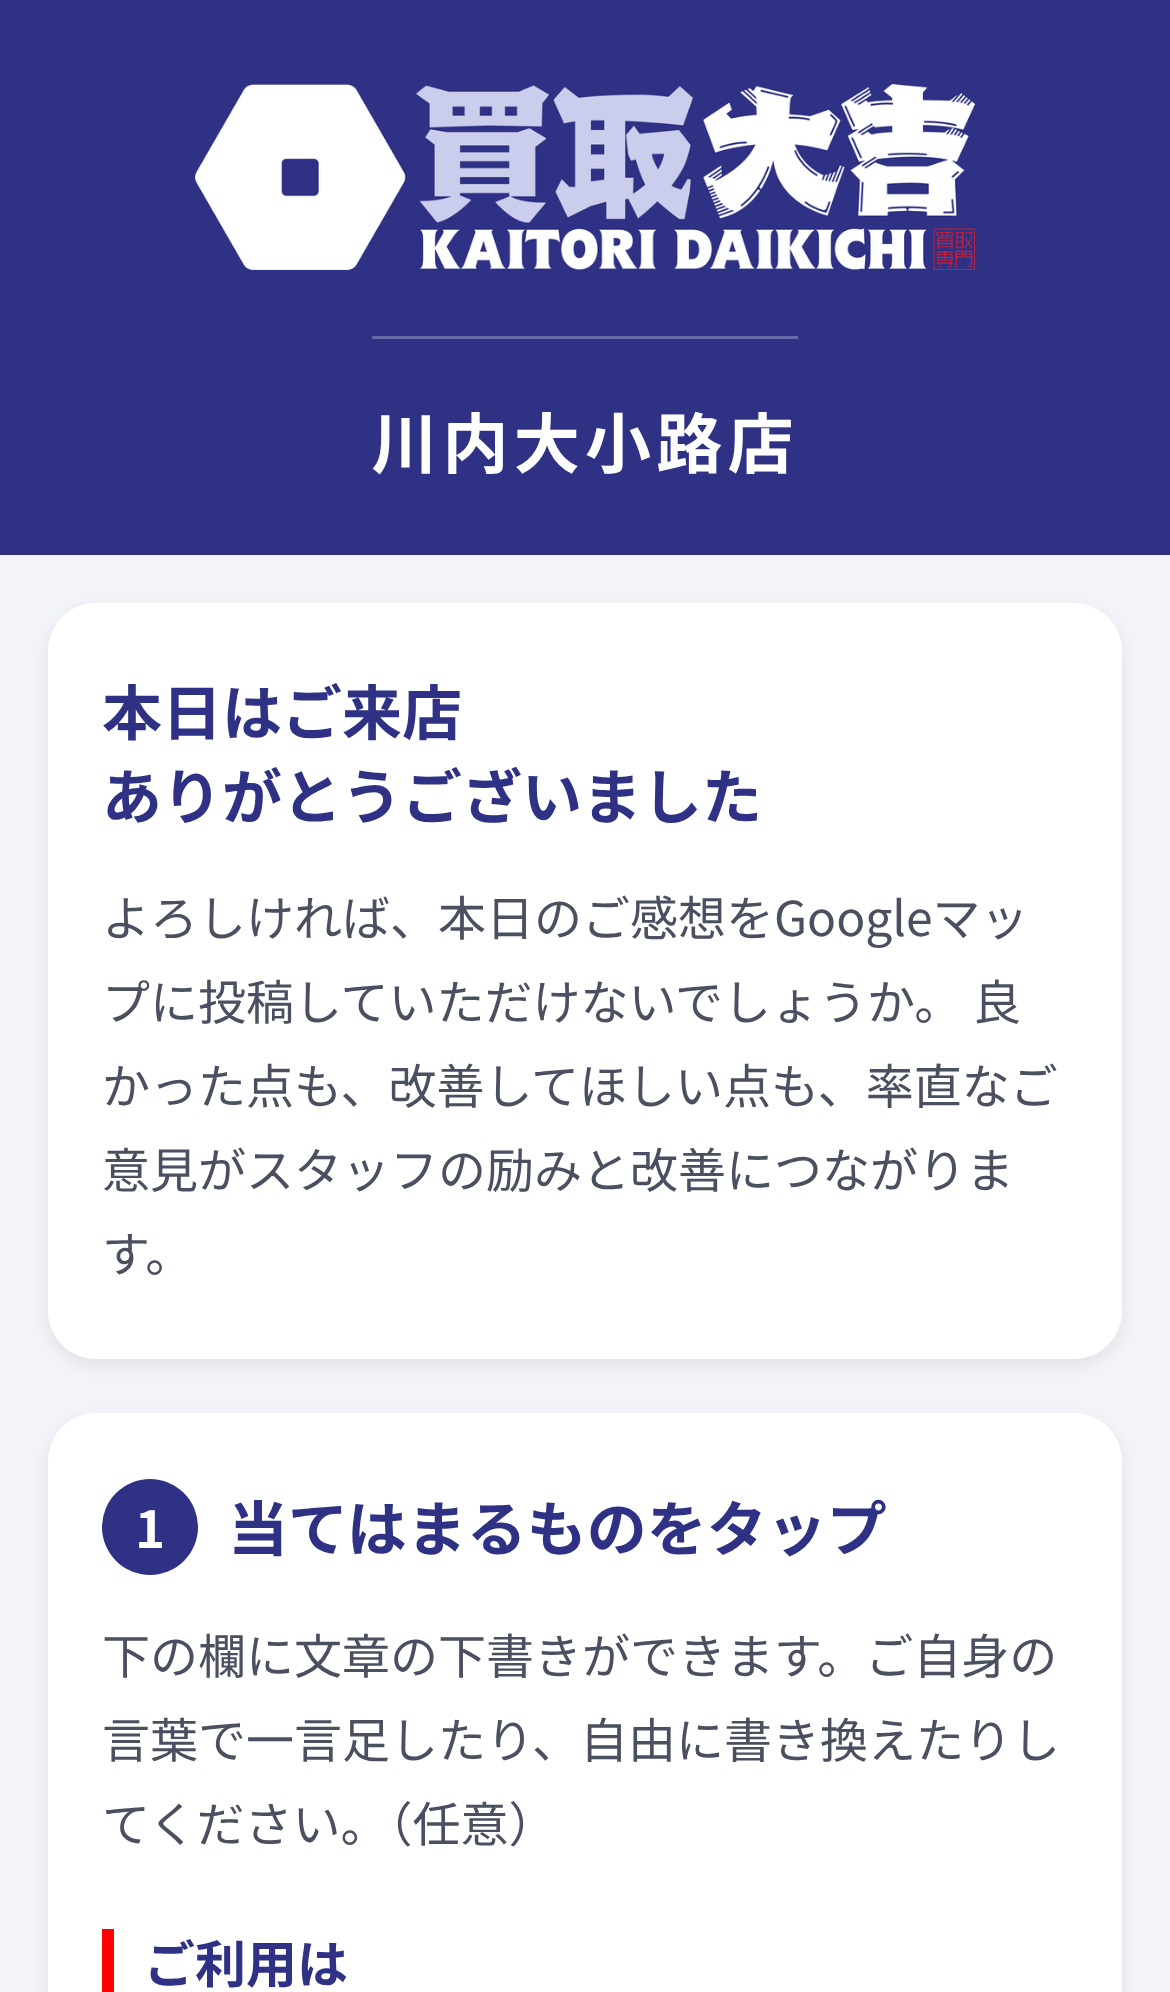 買取大吉
KAITORI DAIKICHI 買取専門
川内大小路店
本日はご来店
ありがとうございました
よろしければ、本日のご感想をGoogleマッ
プに投稿していただけないでしょうか。 良
かった点も、改善してほしい点も、率直なご
意見がスタッフの励みと改善につながりま
す。
1 当てはまるものをタップ
下の欄に文章の下書きができます。ご自身の
言葉で一言足したり、自由に書き換えたりし
てください。（任意）
ご利用は